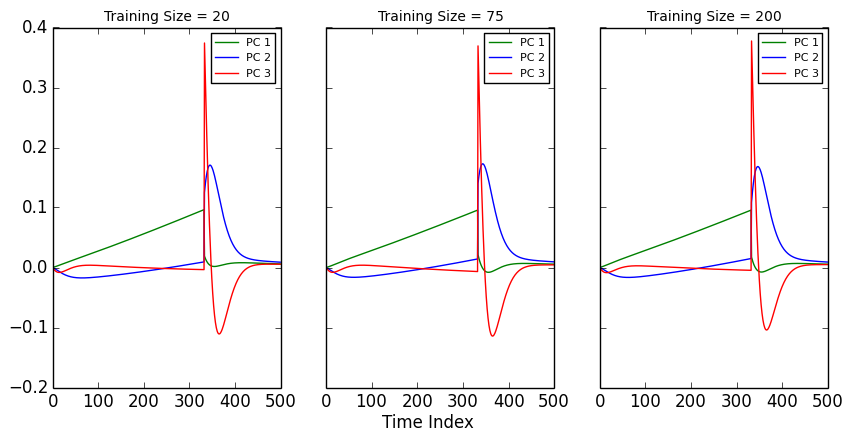 Training Size = 20
Training Size = 75
Training Size = 200
0.4
0.3
0.2
0.1
0.0
−0.1
−0.2
PC 1
PC 2
PC 3
PC 1
PC 2
PC 3
PC 1
PC 2
PC 3
0 100 200 300 400 500
0 100 200 300 400 500
0 100 200 300 400 500
Time Index